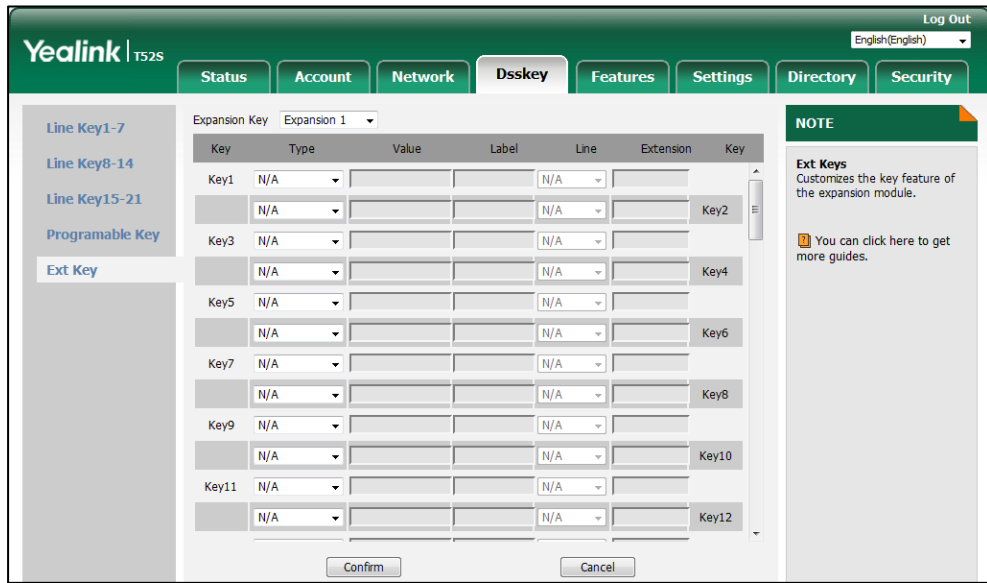 Log Out
Yealink T52S
English(English)
Status Account Network Dsskey Features Settings Directory Security
Line Key1-7
Line Key8-14
Line Key15-21
Programable Key
Ext Key
Expansion Key Expansion 1
Key Type Value Label Line Extension Key
Key1 N/A N/A
N/A N/A Key2
Key3 N/A N/A
N/A N/A Key4
Key5 N/A N/A
N/A N/A Key6
Key7 N/A N/A
N/A N/A Key8
Key9 N/A N/A
N/A N/A Key10
Key11 N/A N/A
N/A N/A Key12
Confirm Cancel
NOTE
Ext Keys
Customizes the key feature of
the expansion module.
You can click here to get
more guides.